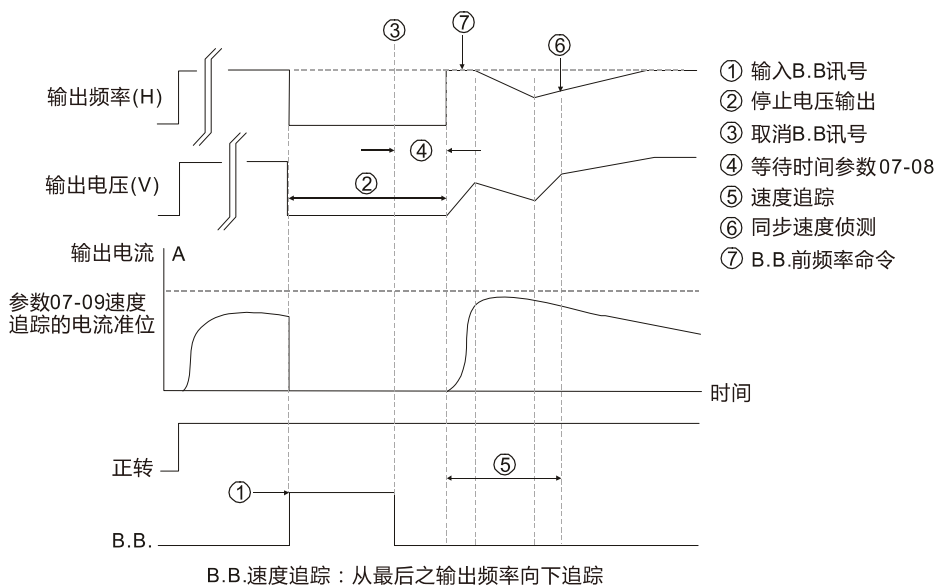 ⑦
③
⑥
输出频率(H)
④
输出电压(V)
②
① 输入B.B讯号
② 停止电压输出
③ 取消B.B讯号
④ 等待时间参数07-08
⑤ 速度追踪
⑥ 同步速度侦测
⑦ B.B.前频率命令
输出电流 A
参数07-09速度
追踪的电流准位
时间
正转
⑤
①
B.B.
B.B.速度追踪：从最后之输出频率向下追踪